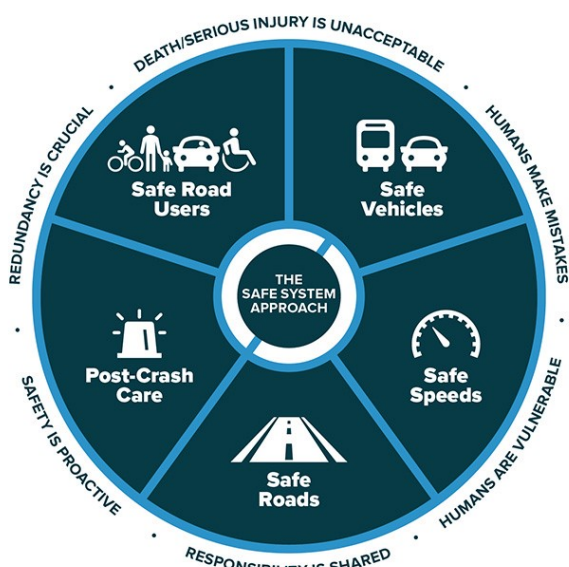 DEATH/SERIOUS INJURY IS UNACCEPTABLE
HUMANS MAKE MISTAKES
HUMANS ARE VULNERABLE
RESPONSIBILITY IS SHARED
SAFETY IS PROACTIVE
REDUNDANCY IS CRUCIAL
Safe Road
Users
Safe
Vehicles
THE
SAFE SYSTEM
APPROACH
Post-Crash
Care
Safe
Speeds
Safe
Roads